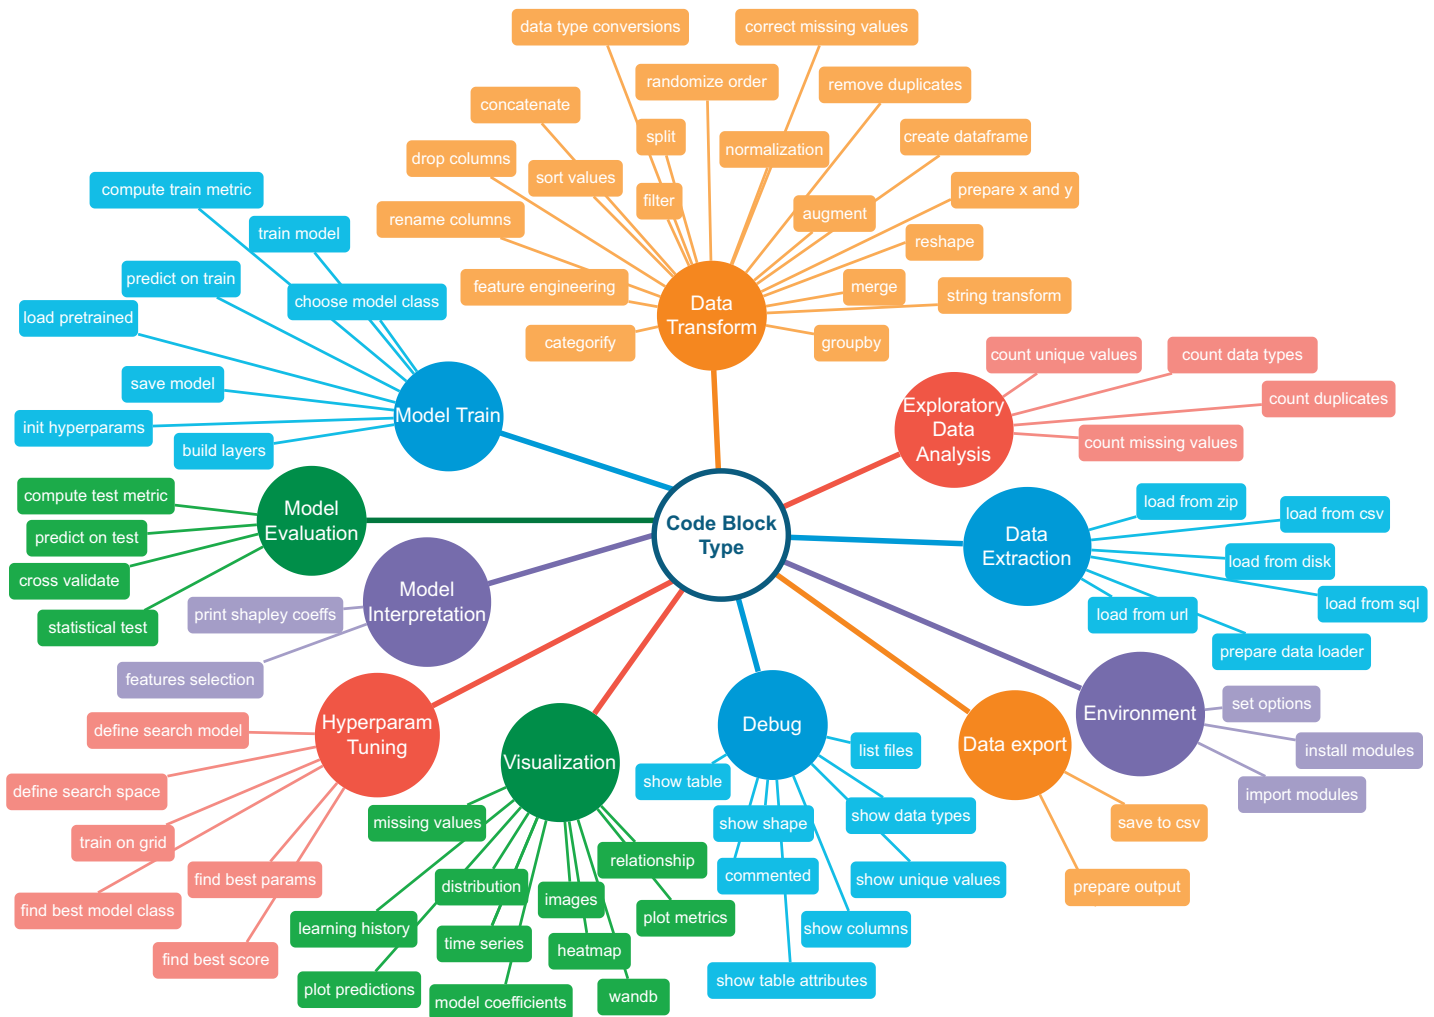 data type conversions
correct missing values
randomize order
remove duplicates
concatenate
split
normalization
create dataframe
drop columns
sort values
filter
augment
prepare x and y
rename columns
reshape
feature engineering
merge
string transform
categorify
groupby
Data
Transform
compute train metric
train model
predict on train
choose model class
load pretrained
save model
init hyperparams
build layers
Model Train
count unique values
count data types
count duplicates
count missing values
Exploratory
Data
Analysis
compute test metric
predict on test
cross validate
statistical test
Model
Evaluation
Code Block
Type
load from zip
load from csv
load from disk
load from sql
load from url
prepare data loader
Data
Extraction
print shapley coeffs
features selection
Model
Interpretation
set options
install modules
import modules
Environment
define search model
define search space
train on grid
find best params
find best model class
find best score
Hyperparam
Tuning
Visualization
missing values
relationship
distribution
images
learning history
plot metrics
time series
heatmap
plot predictions
model coefficients
wandb
Debug
list files
show table
show shape
show data types
commented
show unique values
show columns
show table attributes
Data export
save to csv
prepare output